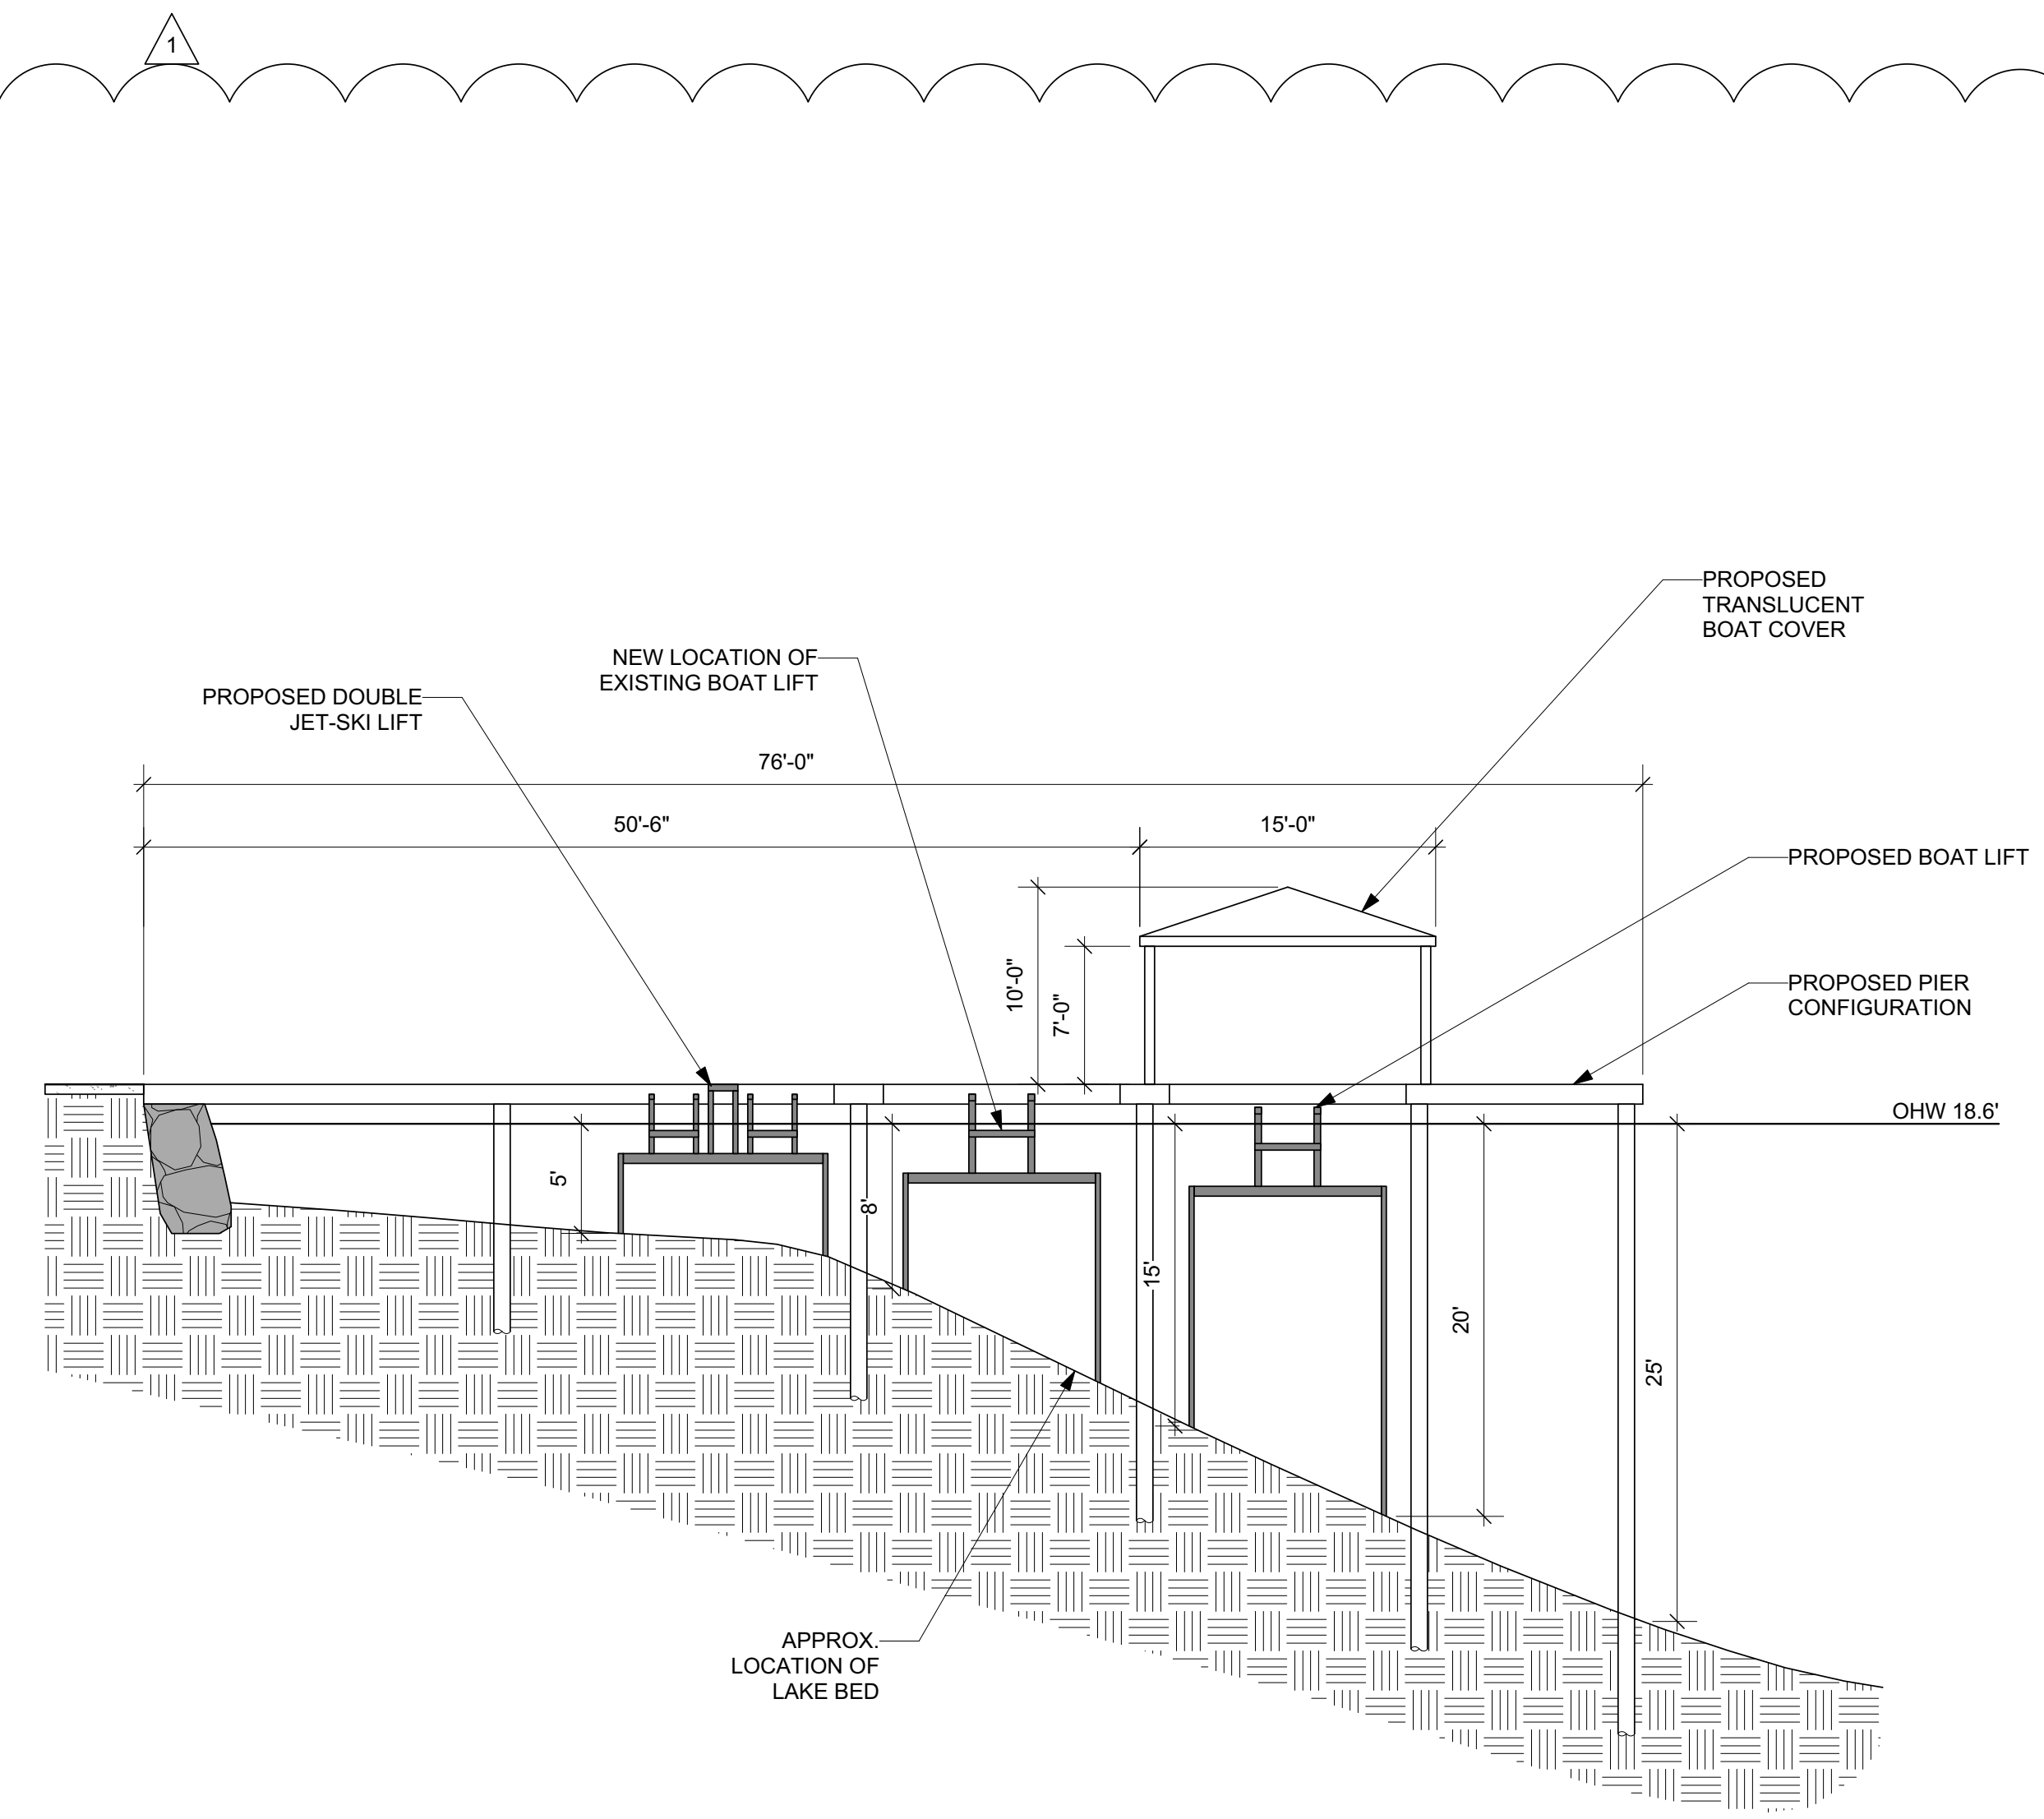 1
PROPOSED
TRANSLUCENT
BOAT COVER
NEW LOCATION OF
EXISTING BOAT LIFT
PROPOSED DOUBLE
JET-SKI LIFT
76'-0"
50'-6"
15'-0"
PROPOSED BOAT LIFT
10'-0"
7'-0"
PROPOSED PIER
CONFIGURATION
OHW 18.6'
5'
8'
15'
20'
25'
APPROX.
LOCATION OF
LAKE BED